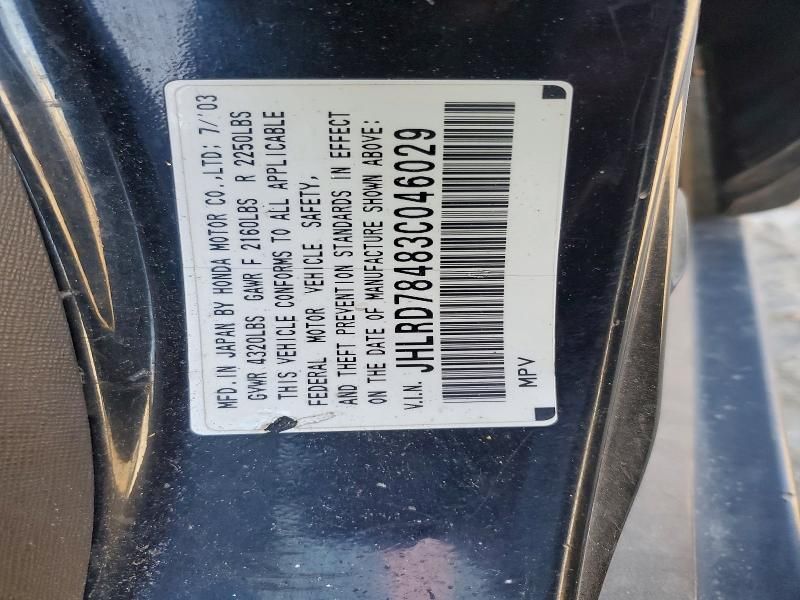 MFD. IN JAPAN BY HONDA MOTOR CO.,LTD: 7/'03
GVWR 4320LBS GAWR F 2160LBS R 2250LBS
THIS VEHICLE CONFORMS TO ALL APPLICABLE
FEDERAL MOTOR VEHICLE SAFETY,
AND THEFT PREVENTION STANDARDS IN EFFECT
ON THE DATE OF MANUFACTURE SHOWN ABOVE:
V.I.N. JHLRD78483C046029
MPV